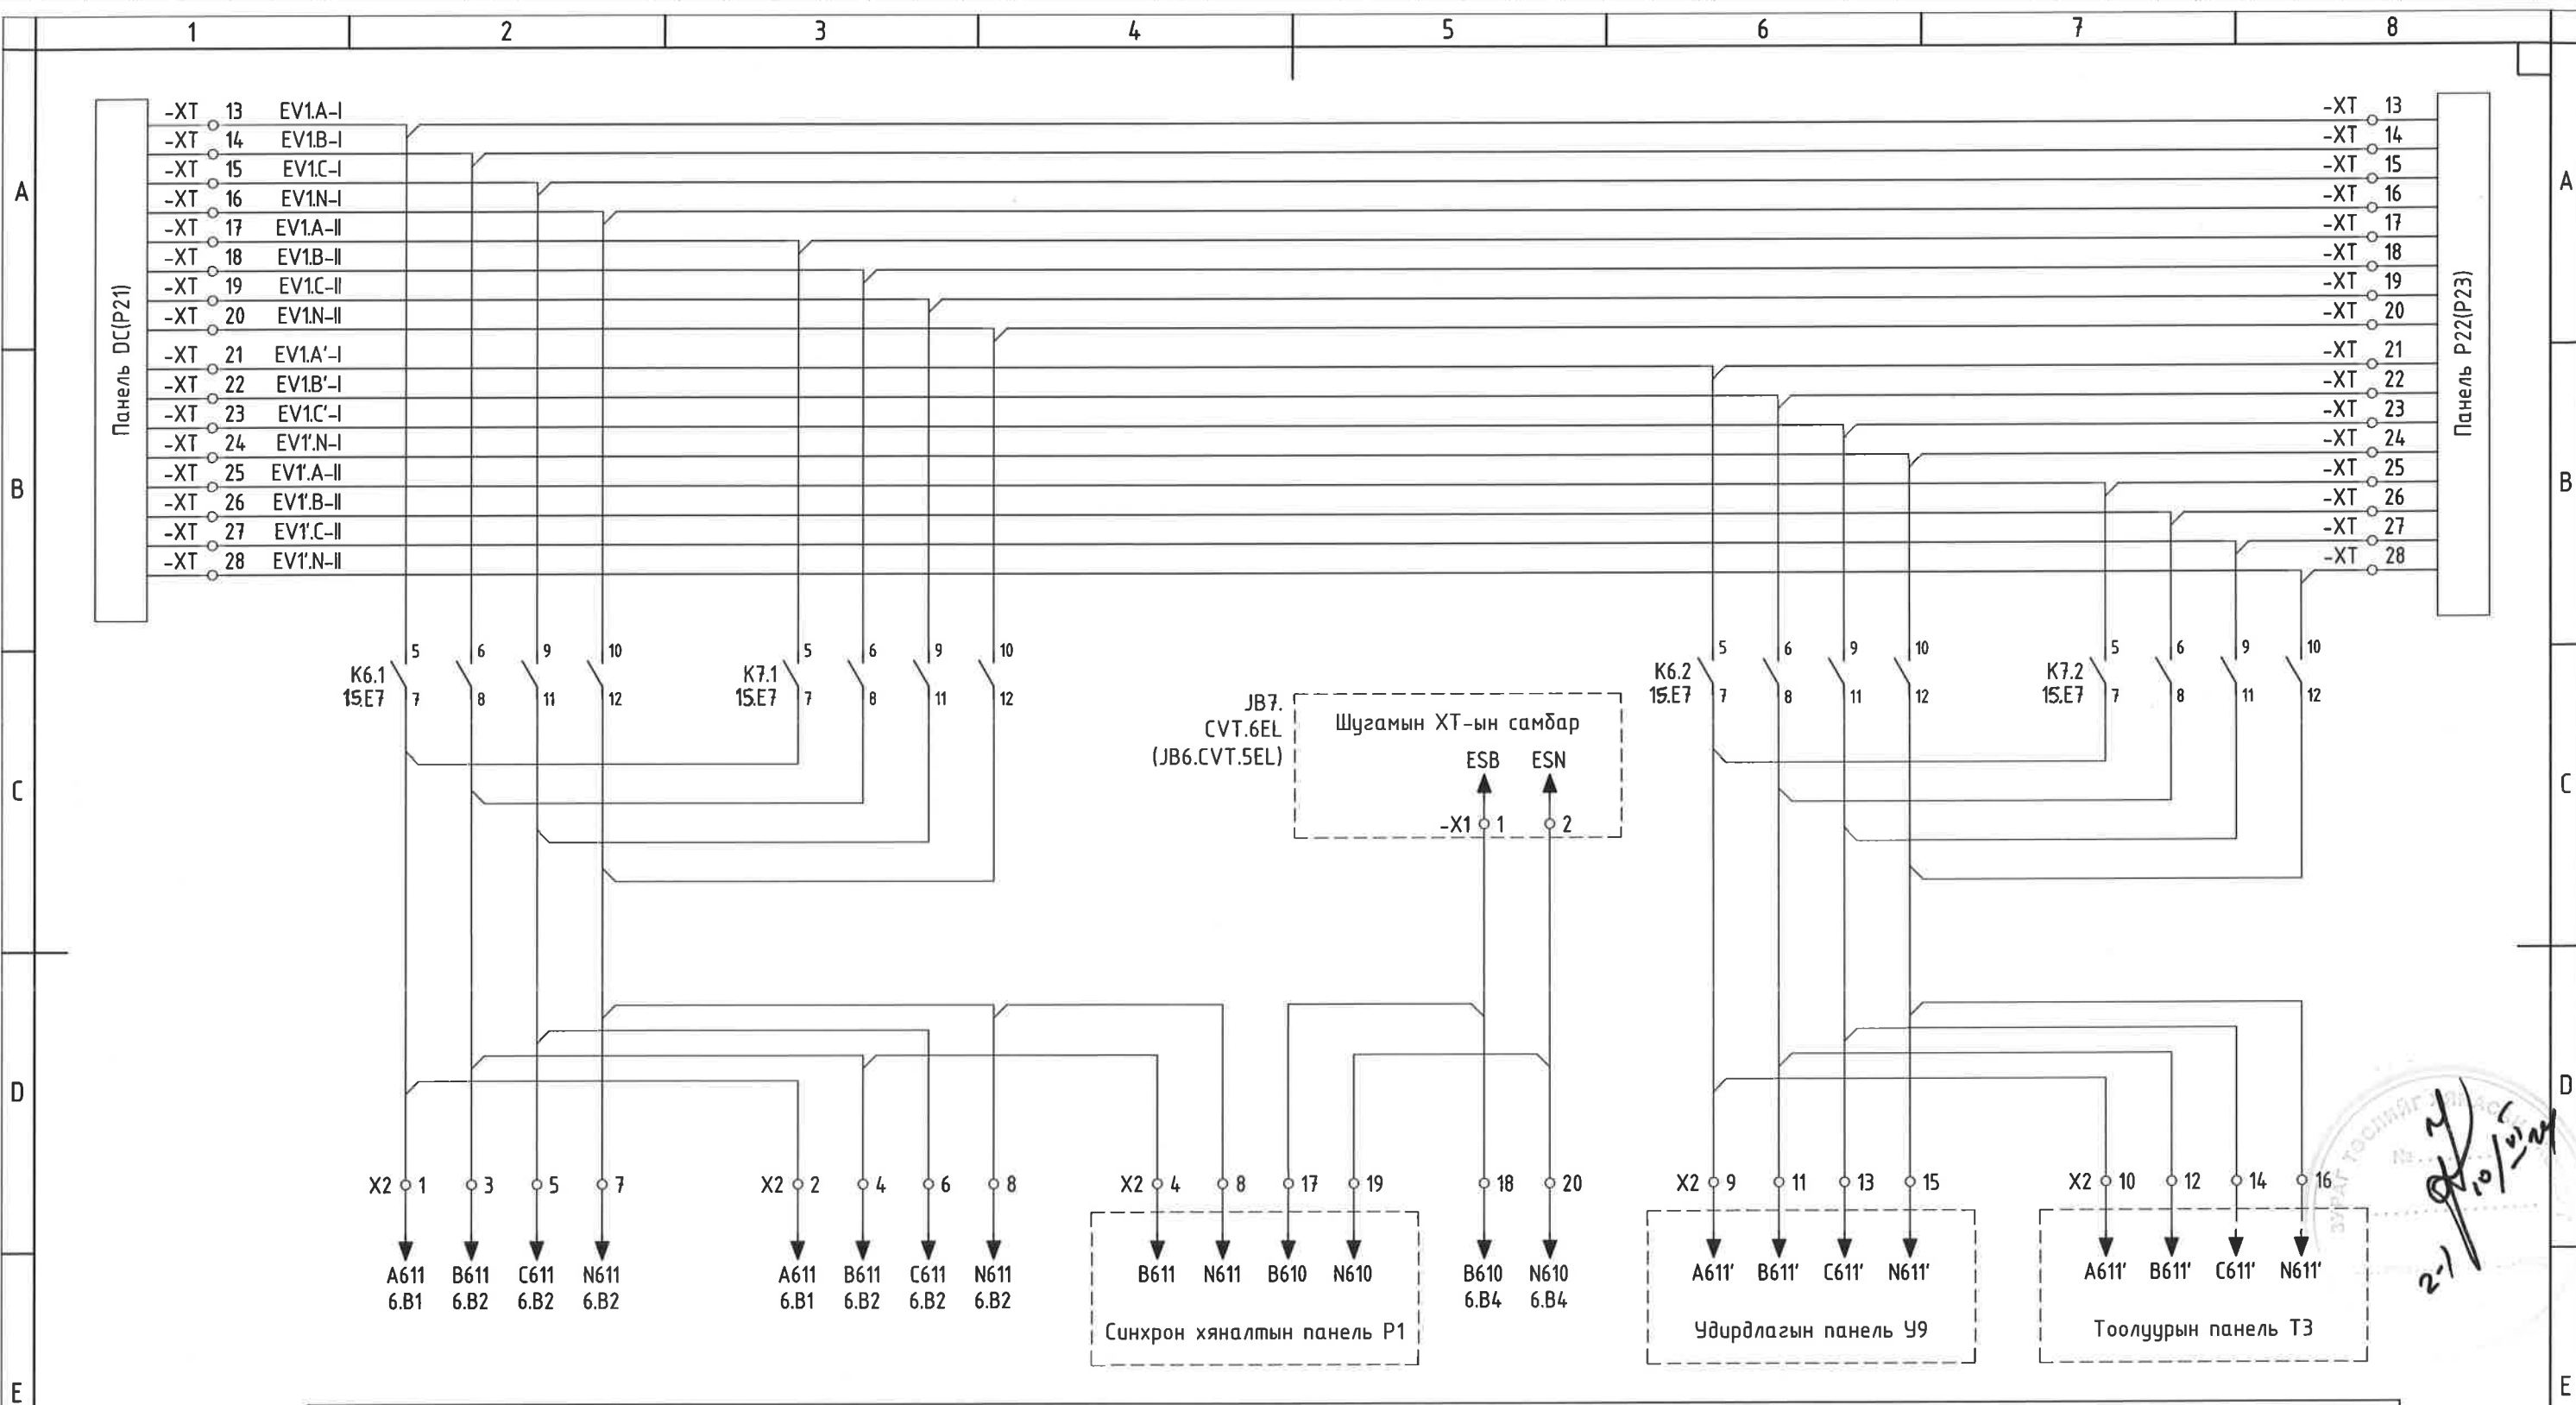 1 2 3 4 5 6 7 8
A A
B B
C C
D D
E E
Панель DC(P21)
-XT 13 EV1.A-I
-XT 14 EV1.B-I
-XT 15 EV1.C-I
-XT 16 EV1.N-I
-XT 17 EV1.A-II
-XT 18 EV1.B-II
-XT 19 EV1.C-II
-XT 20 EV1.N-II
-XT 21 EV1.A'-I
-XT 22 EV1.B'-I
-XT 23 EV1.C'-I
-XT 24 EV1'.N-I
-XT 25 EV1'.A-II
-XT 26 EV1'.B-II
-XT 27 EV1'.C-II
-XT 28 EV1'.N-II
-XT 13
-XT 14
-XT 15
-XT 16
-XT 17
-XT 18
-XT 19
-XT 20
-XT 21
-XT 22
-XT 23
-XT 24
-XT 25
-XT 26
-XT 27
-XT 28
Панель P22(P23)
5 6 9 10
K6.1
15.E7 7 8 11 12
5 6 9 10
K7.1
15.E7 7 8 11 12
JB7.
CVT.6EL
(JB6.CVT.5EL)
Шугамын ХТ-ын самбар
ESB ESN
-X1 1 2
5 6 9 10
K6.2
15.E7 7 8 11 12
5 6 9 10
K7.2
15.E7 7 8 11 12
X2 1 3 5 7
A611 B611 C611 N611
6.B1 6.B2 6.B2 6.B2
X2 2 4 6 8
A611 B611 C611 N611
6.B1 6.B2 6.B2 6.B2
X2 4 8 17 19
B611 N611 B610 N610
Синхрон хяналтын панель P1
18 20
B610 N610
6.B4 6.B4
X2 9 11 13 15
A611' B611' C611' N611'
Удирдлагын панель У9
X2 10 12 14 16
A611' B611' C611' N611'
Тоолуурын панель Т3